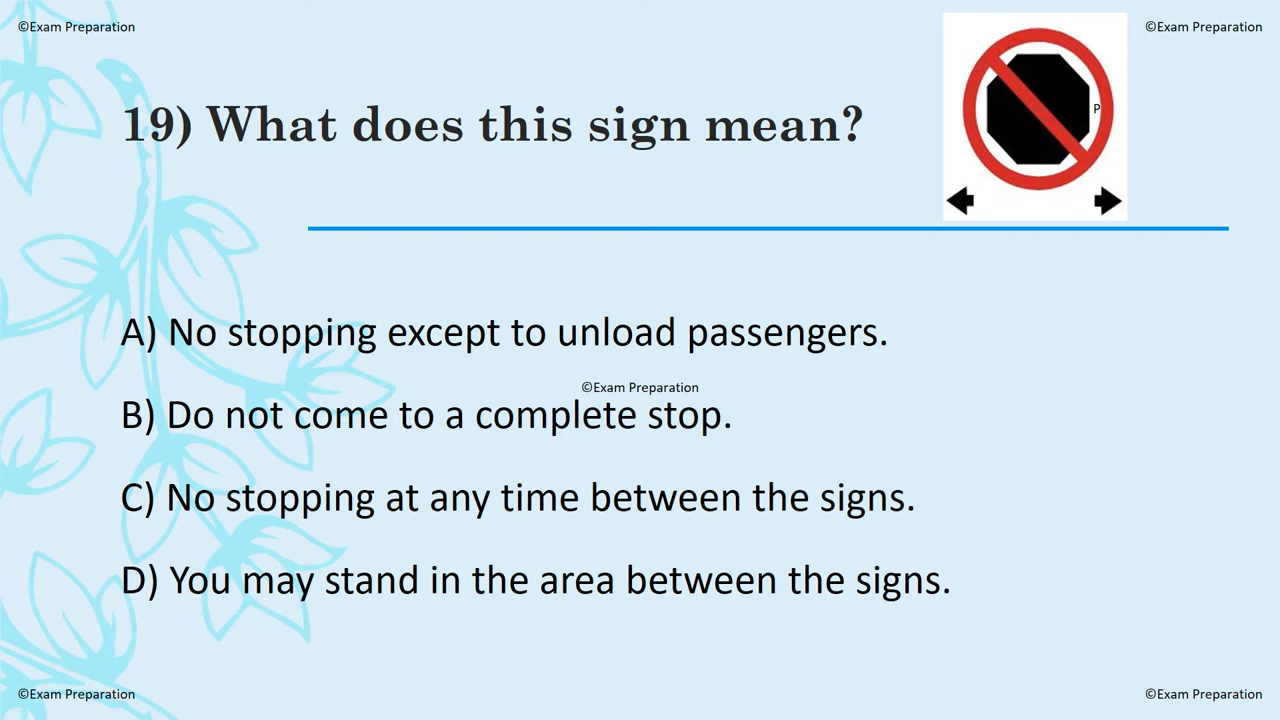 ©Exam Preparation
©Exam Preparation
P
19) What does this sign mean?
A) No stopping except to unload passengers.
©Exam Preparation
B) Do not come to a complete stop.
C) No stopping at any time between the signs.
D) You may stand in the area between the signs.
©Exam Preparation
©Exam Preparation